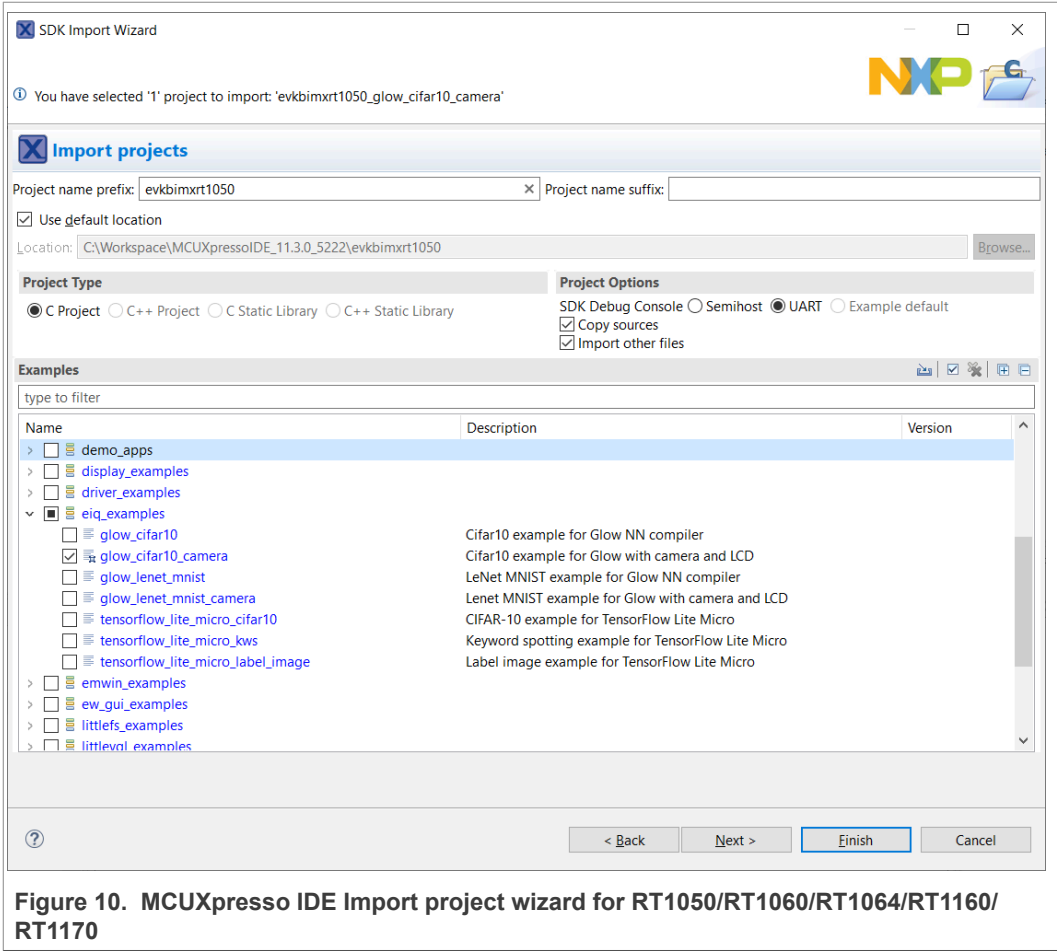 SDK Import Wizard
NXP
You have selected '1' project to import: 'evkbimxrt1050_glow_cifar10_camera'
Import projects
Project name prefix: evkbimxrt1050 Project name suffix:
Use default location
Location: C:\Workspace\MCUXpressoIDE_11.3.0_5222\evkbimxrt1050 Browse...
Project Type Project Options
C Project C++ Project C Static Library C++ Static Library SDK Debug Console Semihost UART Example default
Copy sources
Import other files
Examples
type to filter
Name Description Version
demo_apps
display_examples
driver_examples
eiq_examples
glow_cifar10 Cifar10 example for Glow NN compiler
glow_cifar10_camera Cifar10 example for Glow with camera and LCD
glow_lenet_mnist LeNet MNIST example for Glow NN compiler
glow_lenet_mnist_camera Lenet MNIST example for Glow with camera and LCD
tensorflow_lite_micro_cifar10 CIFAR-10 example for TensorFlow Lite Micro
tensorflow_lite_micro_kws Keyword spotting example for TensorFlow Lite Micro
tensorflow_lite_micro_label_image Label image example for TensorFlow Lite Micro
emwin_examples
ew_gui_examples
littlefs_examples
littlevgl_examples
< Back Next > Finish Cancel
Figure 10. MCUXpresso IDE Import project wizard for RT1050/RT1060/RT1064/RT1160/
RT1170